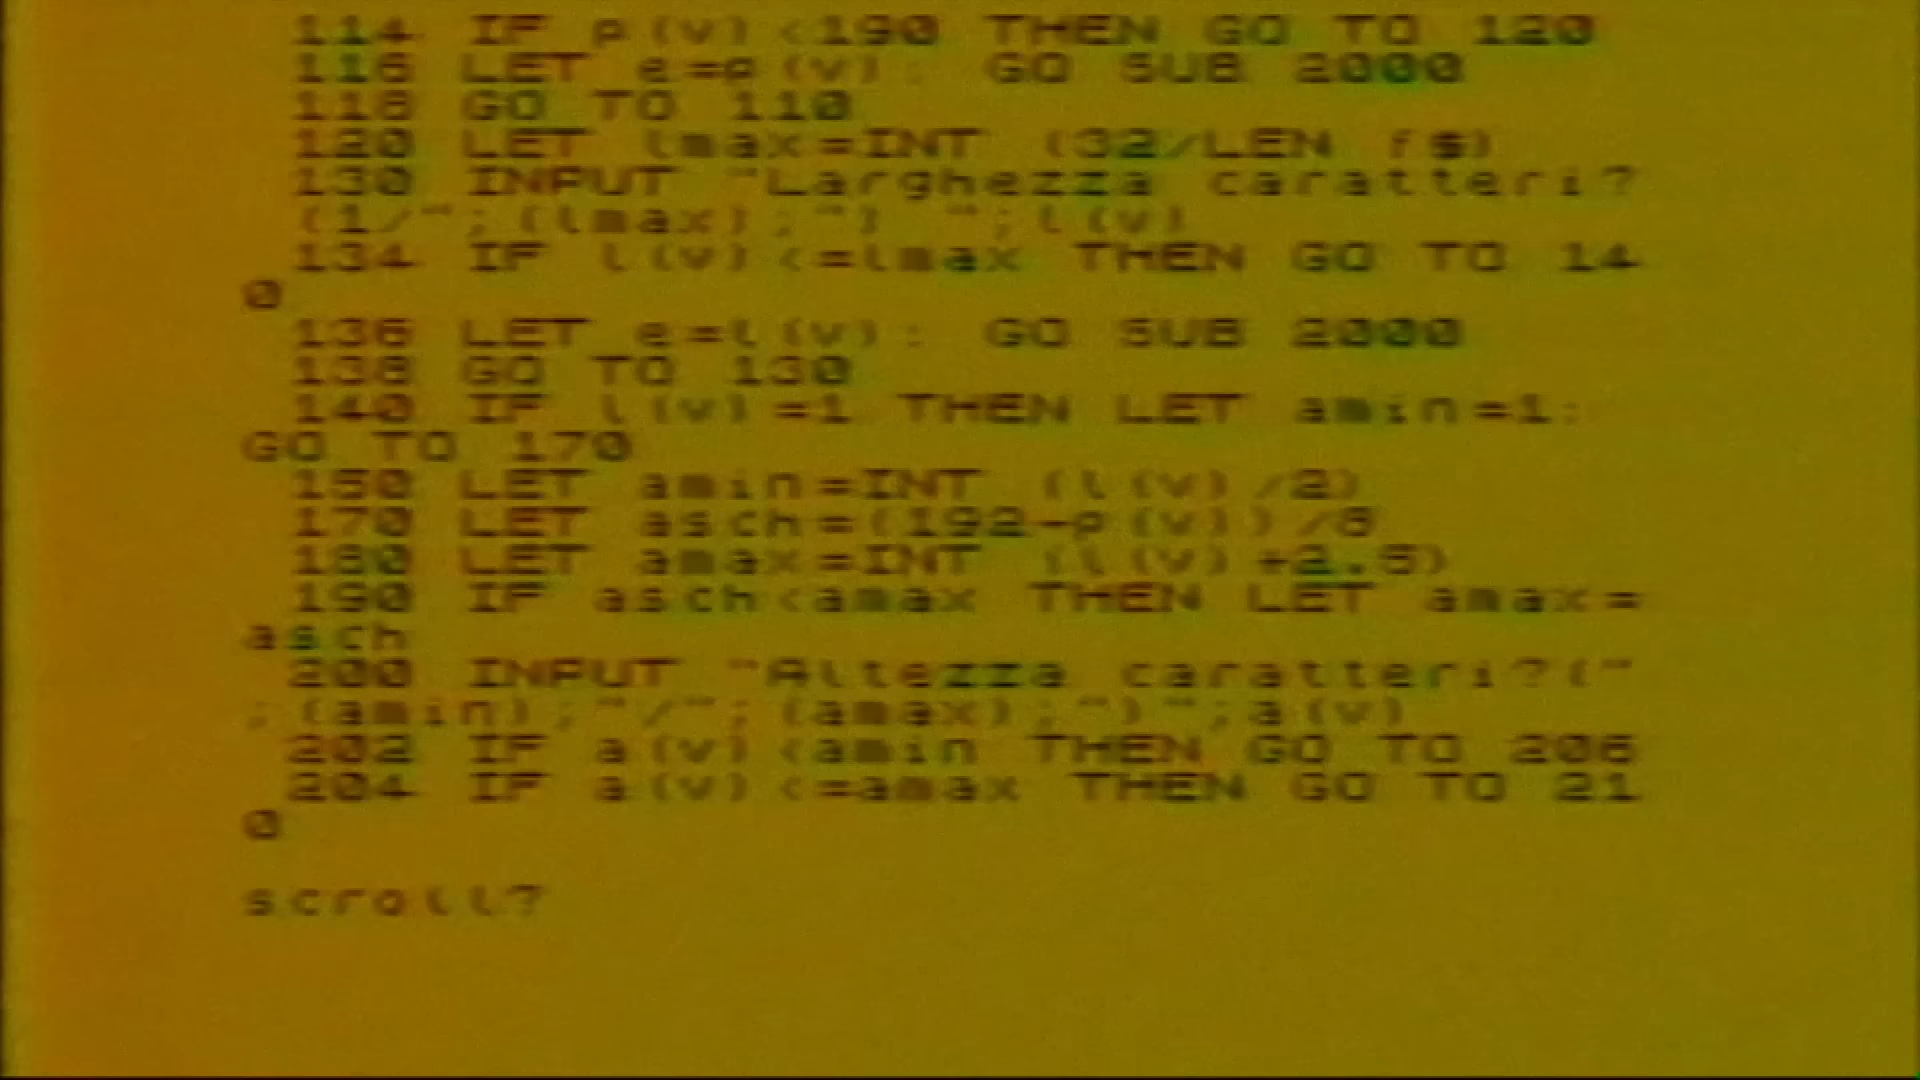 114 IF p(v)<190 THEN GO TO 120
116 LET e=p(v): GO SUB 2000
118 GO TO 110
120 LET lmax=INT (32/LEN f$)
130 INPUT "Larghezza caratteri?
(1/";(lmax);") ";l(v)
134 IF l(v)<=lmax THEN GO TO 14
0
136 LET e=l(v): GO SUB 2000
138 GO TO 130
140 IF l(v)=1 THEN LET amin=1:
GO TO 170
150 LET amin=INT (l(v)/2)
170 LET asch=(192-p(v))/8
180 LET amax=INT (l(v)+2.5)
190 IF asch<amax THEN LET amax=
asch
200 INPUT "Altezza caratteri?("
;(amin);"/";(amax);")";a(v)
202 IF a(v)<amin THEN GO TO 206
204 IF a(v)<=amax THEN GO TO 21
0
scroll?